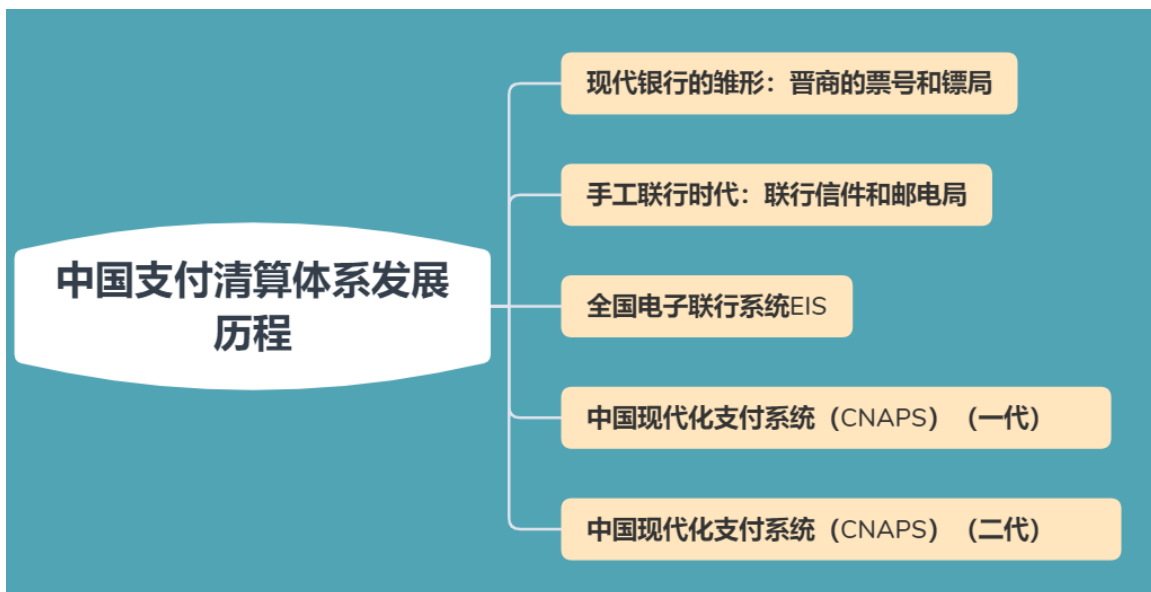 现代银行的雏形：晋商的票号和镖局
手工联行时代：联行信件和邮电局
中国支付清算体系发展
历程
全国电子联行系统EIS
中国现代化支付系统（CNAPS）（一代）
中国现代化支付系统（CNAPS）（二代）